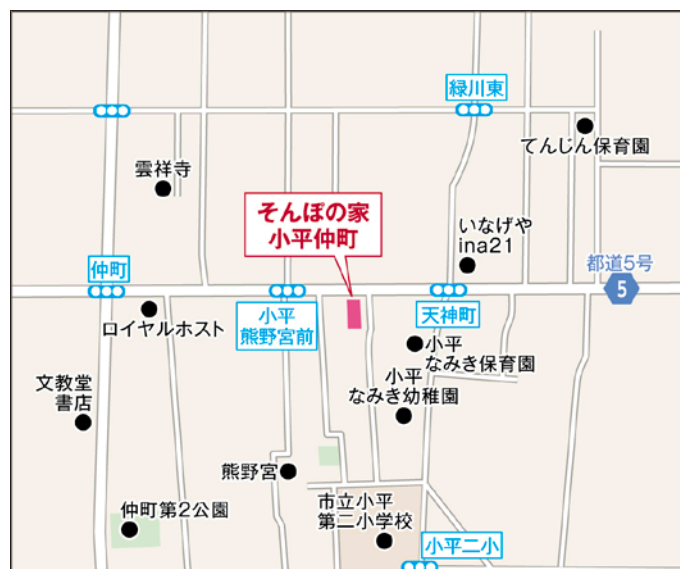 緑川東
てんじん保育園
雲祥寺
そんぽの家
小平仲町
いなげや
ina21
都道5号
5
仲町
小平
熊野宮前
天神町
ロイヤルホスト
小平
なみき保育園
小平
なみき幼稚園
文教堂
書店
熊野宮
市立小平
第二小学校
仲町第2公園
小平二小